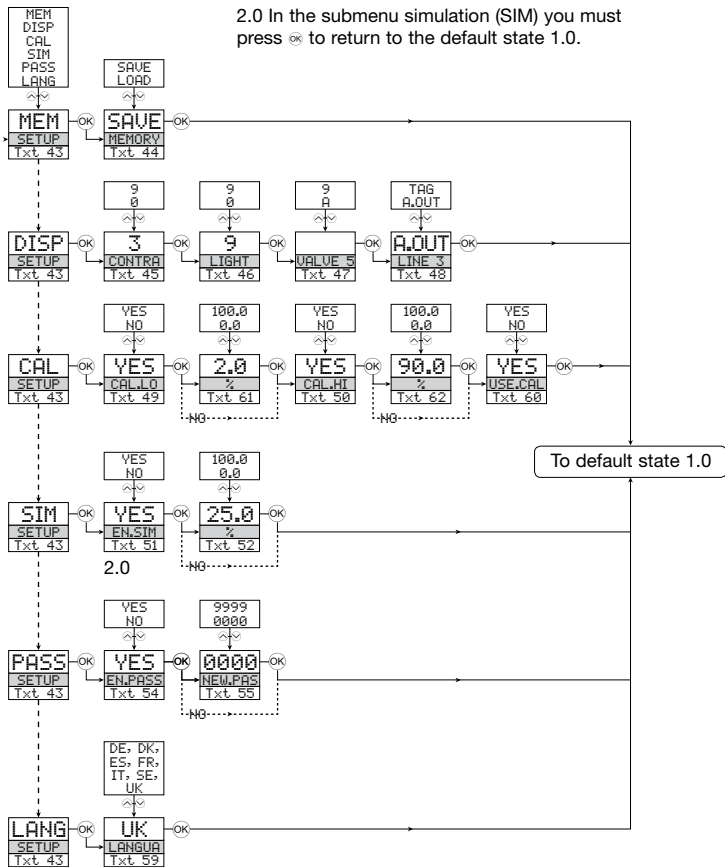 2.0 In the submenu simulation (SIM) you must
press OK to return to the default state 1.0.
MEM
DISP
CAL
SIM
PASS
LANG
SAVE
LOAD
MEM OK SAVE OK
SETUP MEMORY
Txt 43 Txt 44
9 9 9 TAG
0 0 A A.OUT
DISP OK 3 OK 9 OK OK A.OUT OK
SETUP CONTRA LIGHT VALVE 5 LINE 3
Txt 43 Txt 45 Txt 46 Txt 47 Txt 48
YES 100.0 YES 100.0 YES
NO 0.0 NO 0.0 NO
CAL OK YES OK 2.0 OK YES OK 90.0 OK YES OK
SETUP CAL.LO % CAL.HI % USE.CAL
Txt 43 Txt 49 Txt 61 Txt 50 Txt 62 Txt 60
NO NO
To default state 1.0
YES 100.0
NO 0.0
SIM OK YES OK 25.0 OK
SETUP EN.SIM %
Txt 43 Txt 51 Txt 52
2.0 NO
YES 9999
NO 0000
PASS OK YES OK 0000 OK
SETUP EN.PASS NEW.PAS
Txt 43 Txt 54 Txt 55
NO
DE, DK,
ES, FR,
IT, SE,
UK
LANG OK UK OK
SETUP LANGUA
Txt 43 Txt 59